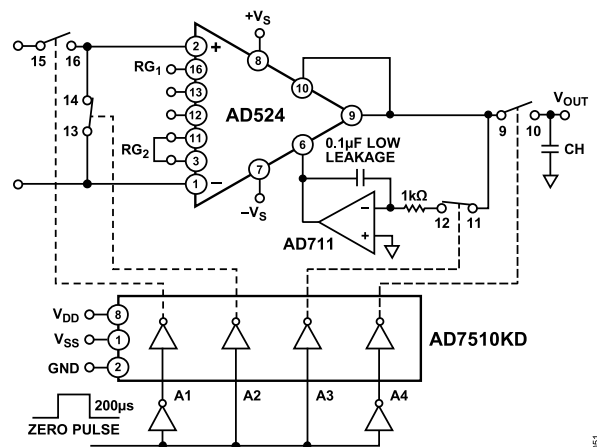 +VS
15
16
2
+
8
RG1
16
13
12
11
3
RG2
14
13
10
AD524
9
6
7
1
–
–VS
0.1µF LOW
LEAKAGE
–
+
AD711
1kΩ
12
11
9
10
VOUT
CH
VDD
8
VSS
1
GND
2
AD7510KD
A1
A2
A3
A4
200µs
ZERO PULSE